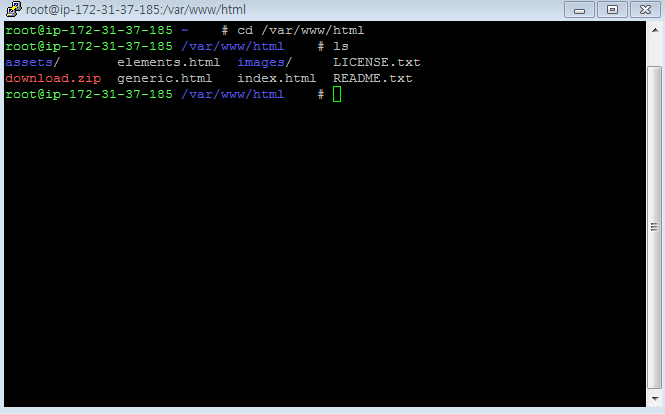 root@ip-172-31-37-185:/var/www/html
root@ip-172-31-37-185 ~    # cd /var/www/html
root@ip-172-31-37-185 /var/www/html    # ls
assets/       elements.html  images/     LICENSE.txt
download.zip  generic.html   index.html  README.txt
root@ip-172-31-37-185 /var/www/html    #